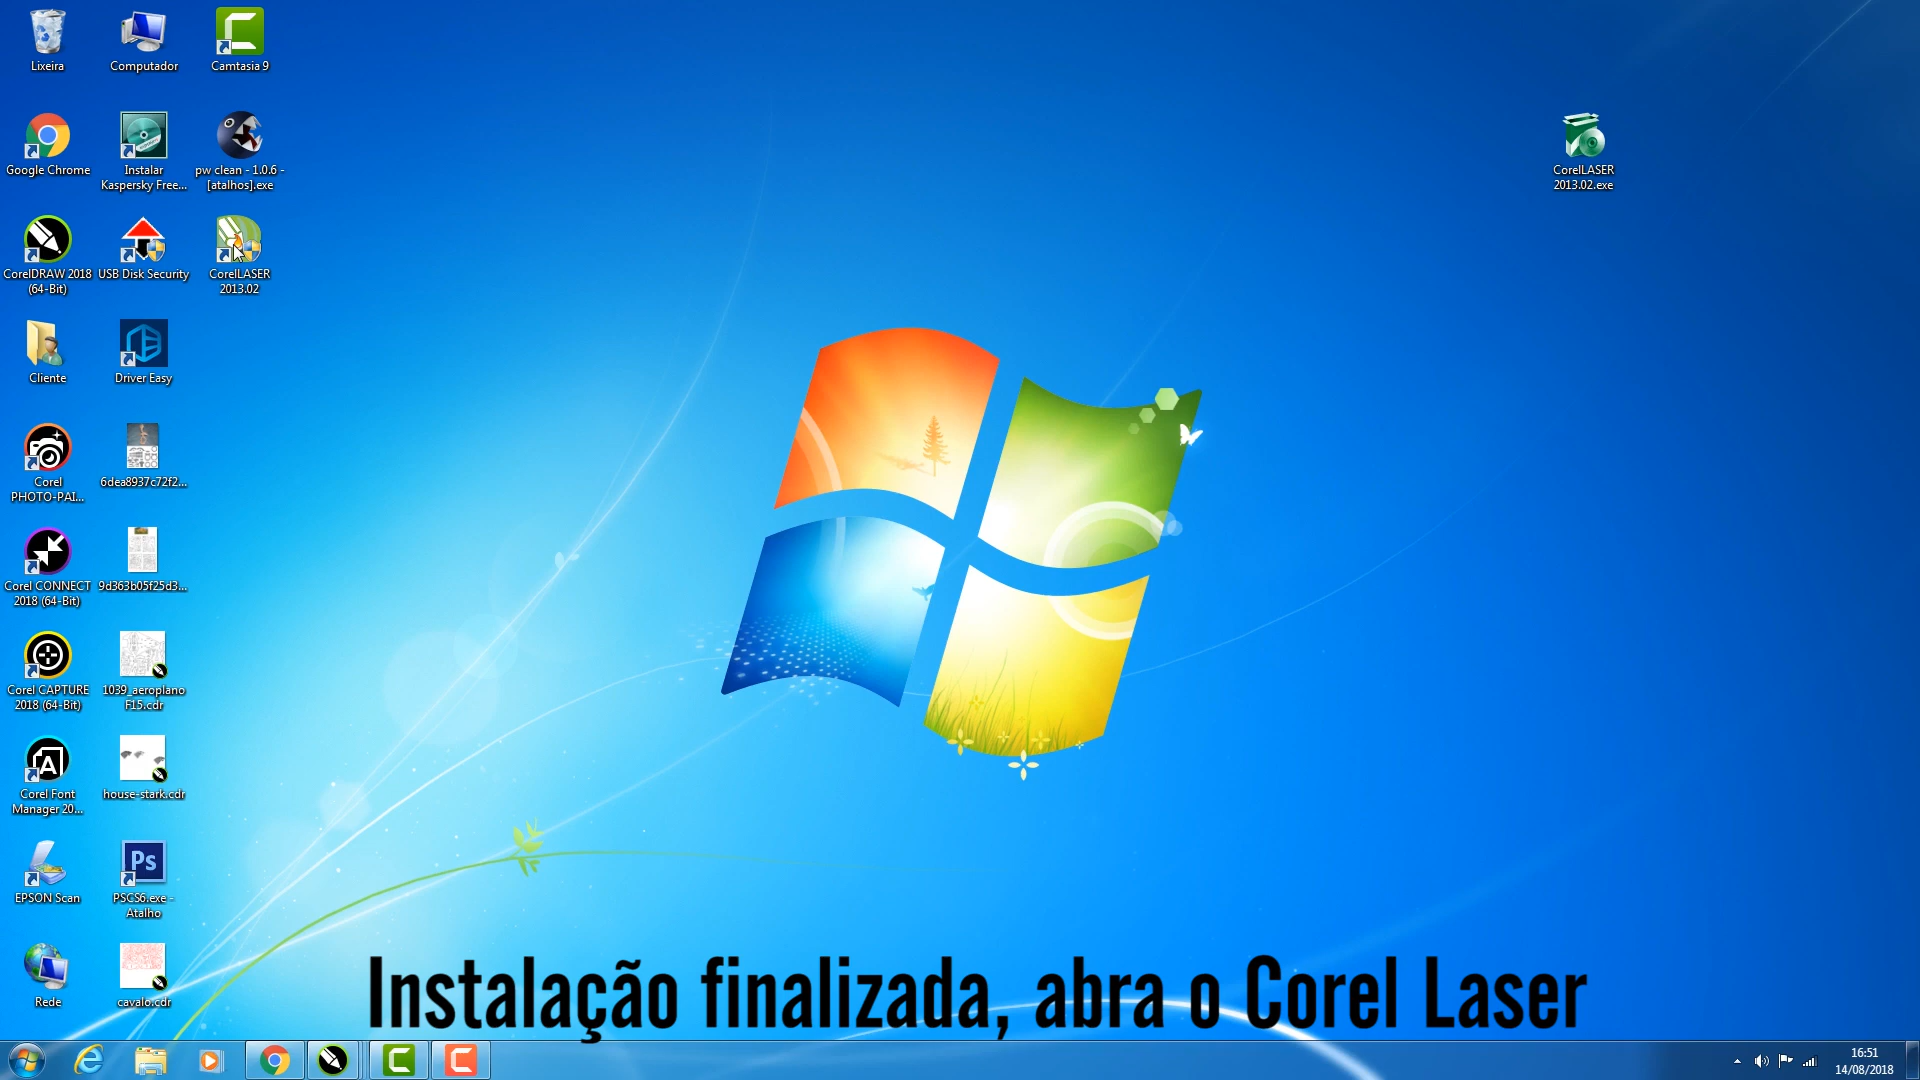 Lixeira
Computador
Camtasia 9
Google Chrome
Instalar
Kaspersky Free...
pw clean - 1.0.6 -
[atalhos].exe
CorelLASER
2013.02.exe
CorelDRAW 2018
(64-Bit)
USB Disk Security
CorelLASER
2013.02
Cliente
Driver Easy
Corel
PHOTO-PAI...
6dea8937c72f2...
Corel CONNECT
2018 (64-Bit)
9d363b05f25d3...
Corel CAPTURE
2018 (64-Bit)
1039_aeroplano
F15.cdr
Corel Font
Manager 20...
house-stark.cdr
EPSON Scan
Ps
PSCS6.exe -
Atalho
Rede
cavalo.cdr
Instalação finalizada, abra o Corel Laser
16:51
14/08/2018